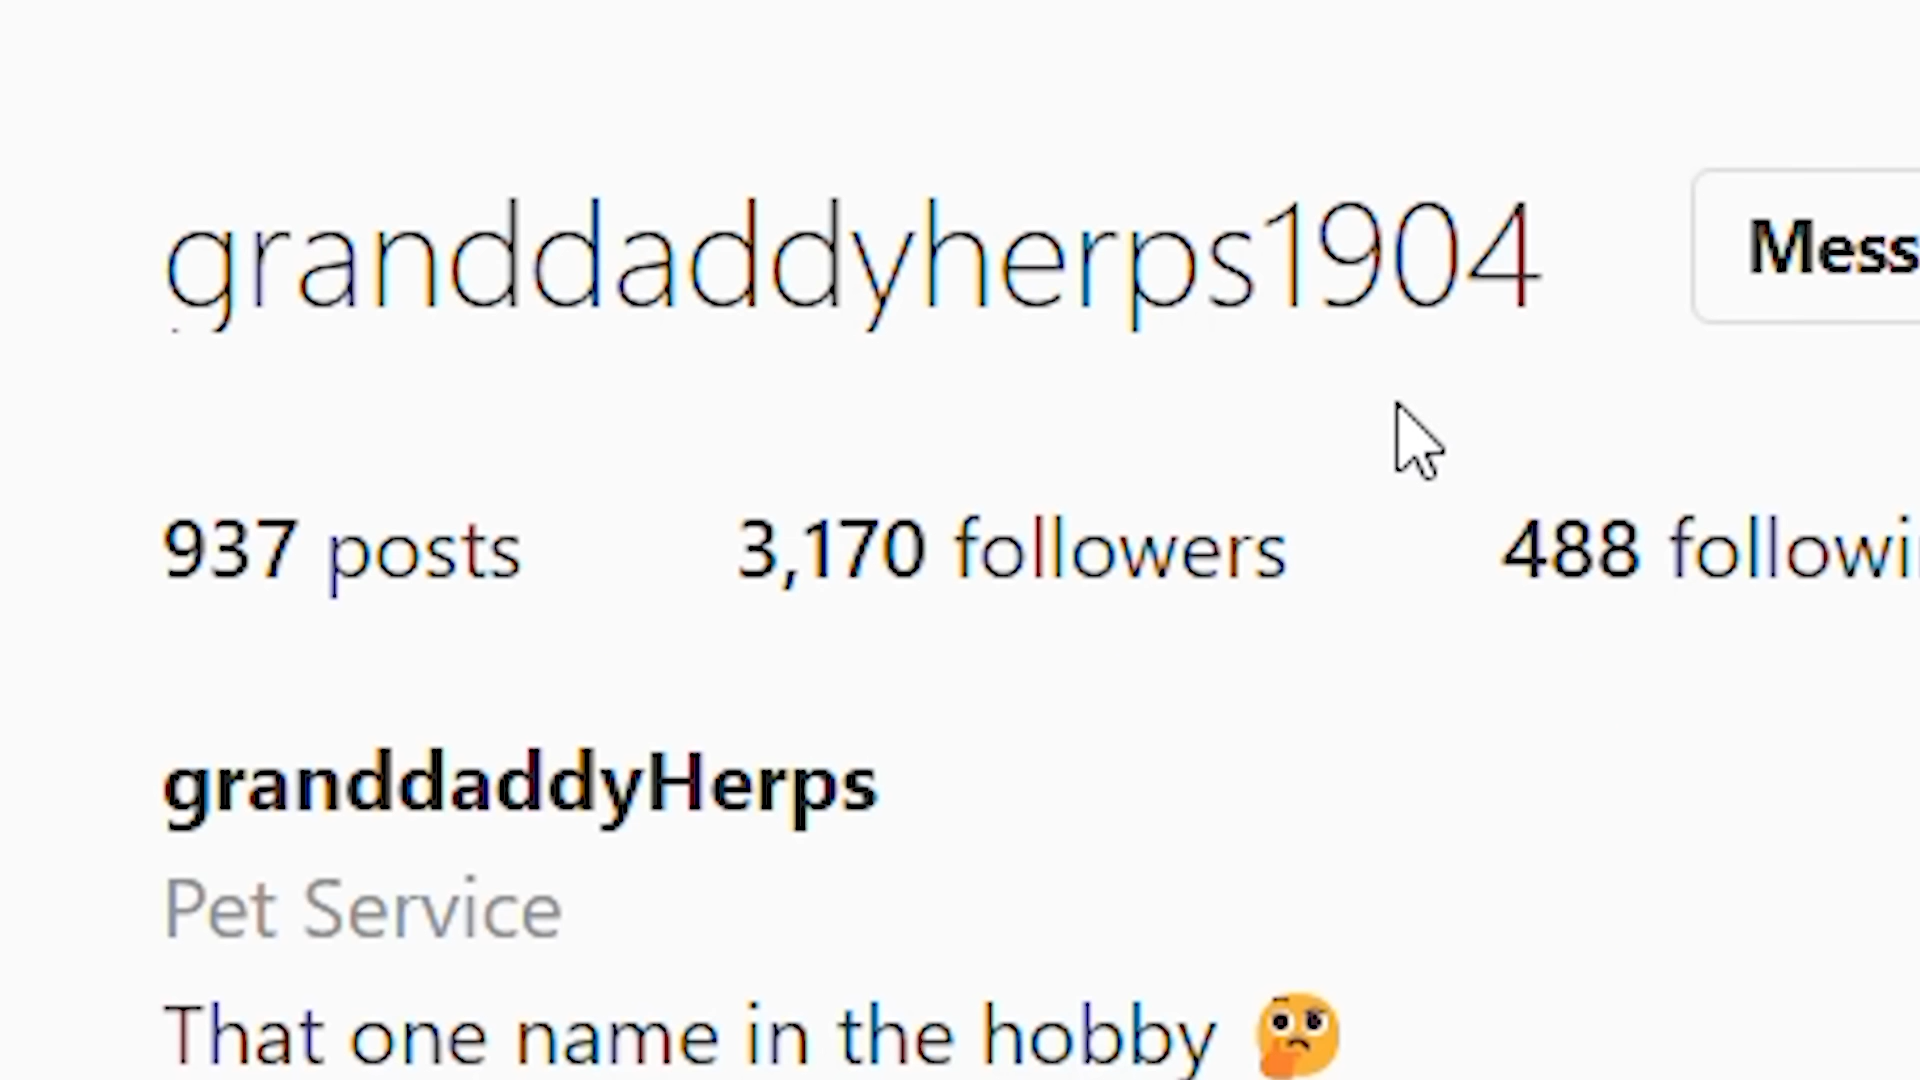 granddaddyherps1904
Mess
937 posts 3,170 followers 488 followi
granddaddyHerps
Pet Service
That one name in the hobby 🤔